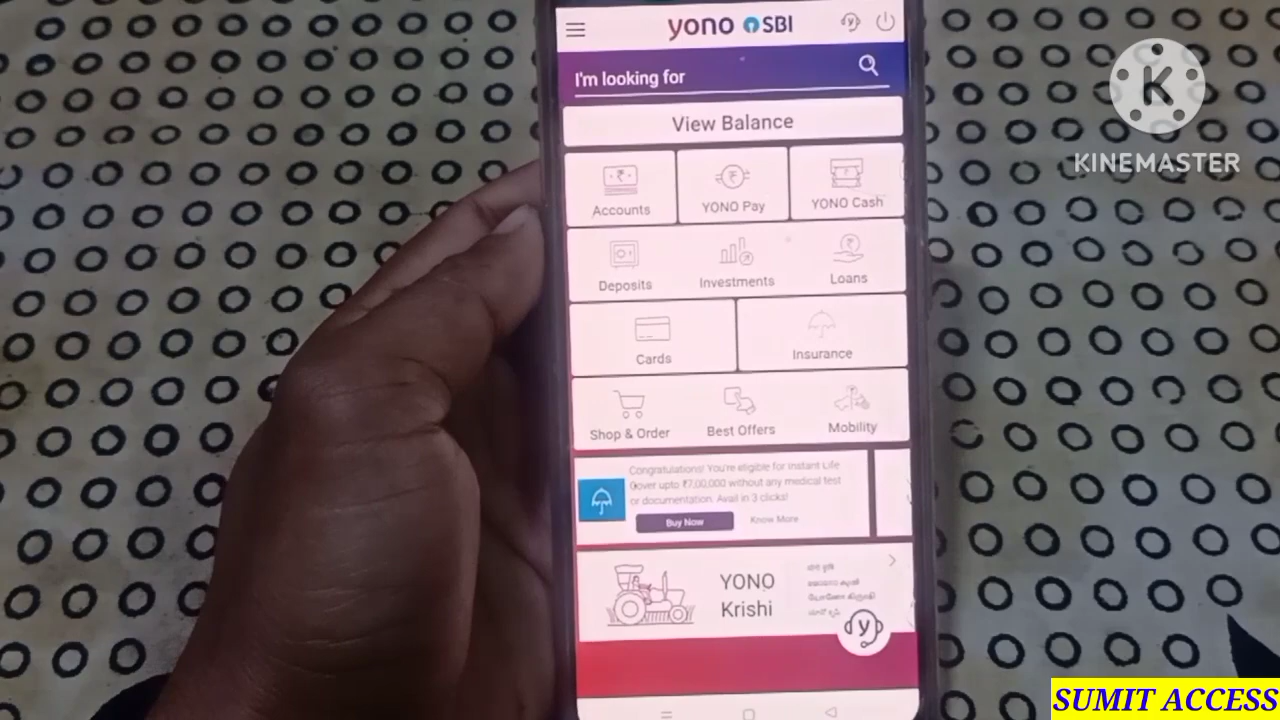 yono SBI
I'm looking for
View Balance
Accounts
YONO Pay
YONO Cash
Deposits
Investments
Loans
Cards
Insurance
Shop & Order
Best Offers
Mobility
Congratulations! You're eligible for Instant Life
Cover upto ₹7,00,000 without any medical test
or documentation. Avail in 3 clicks!
Buy Now
Know More
YONO
Krishi
y
K
KINEMASTER
SUMIT ACCESS